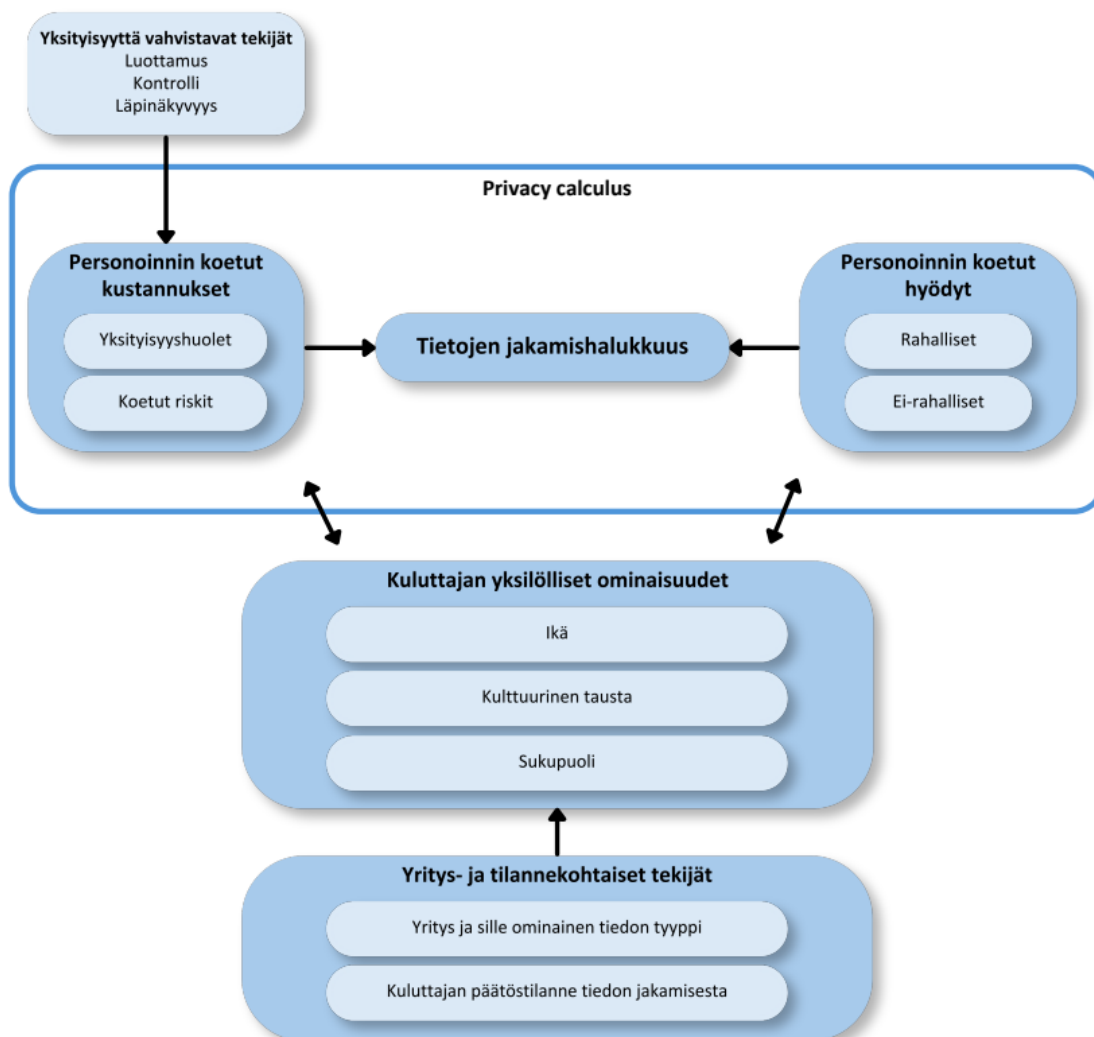 Yksityisyyttä vahvistavat tekijät
Luottamus
Kontrolli
Läpinäkyvyys
Privacy calculus
Personoinnin koetut
kustannukset
Yksityisyyshuolet
Koetut riskit
Tietojen jakamishalukkuus
Personoinnin koetut
hyödyt
Rahalliset
Ei-rahalliset
Kuluttajan yksilölliset ominaisuudet
Ikä
Kulttuurinen tausta
Sukupuoli
Yritys- ja tilannekohtaiset tekijät
Yritys ja sille ominainen tiedon tyyppi
Kuluttajan päätöstilanne tiedon jakamisesta